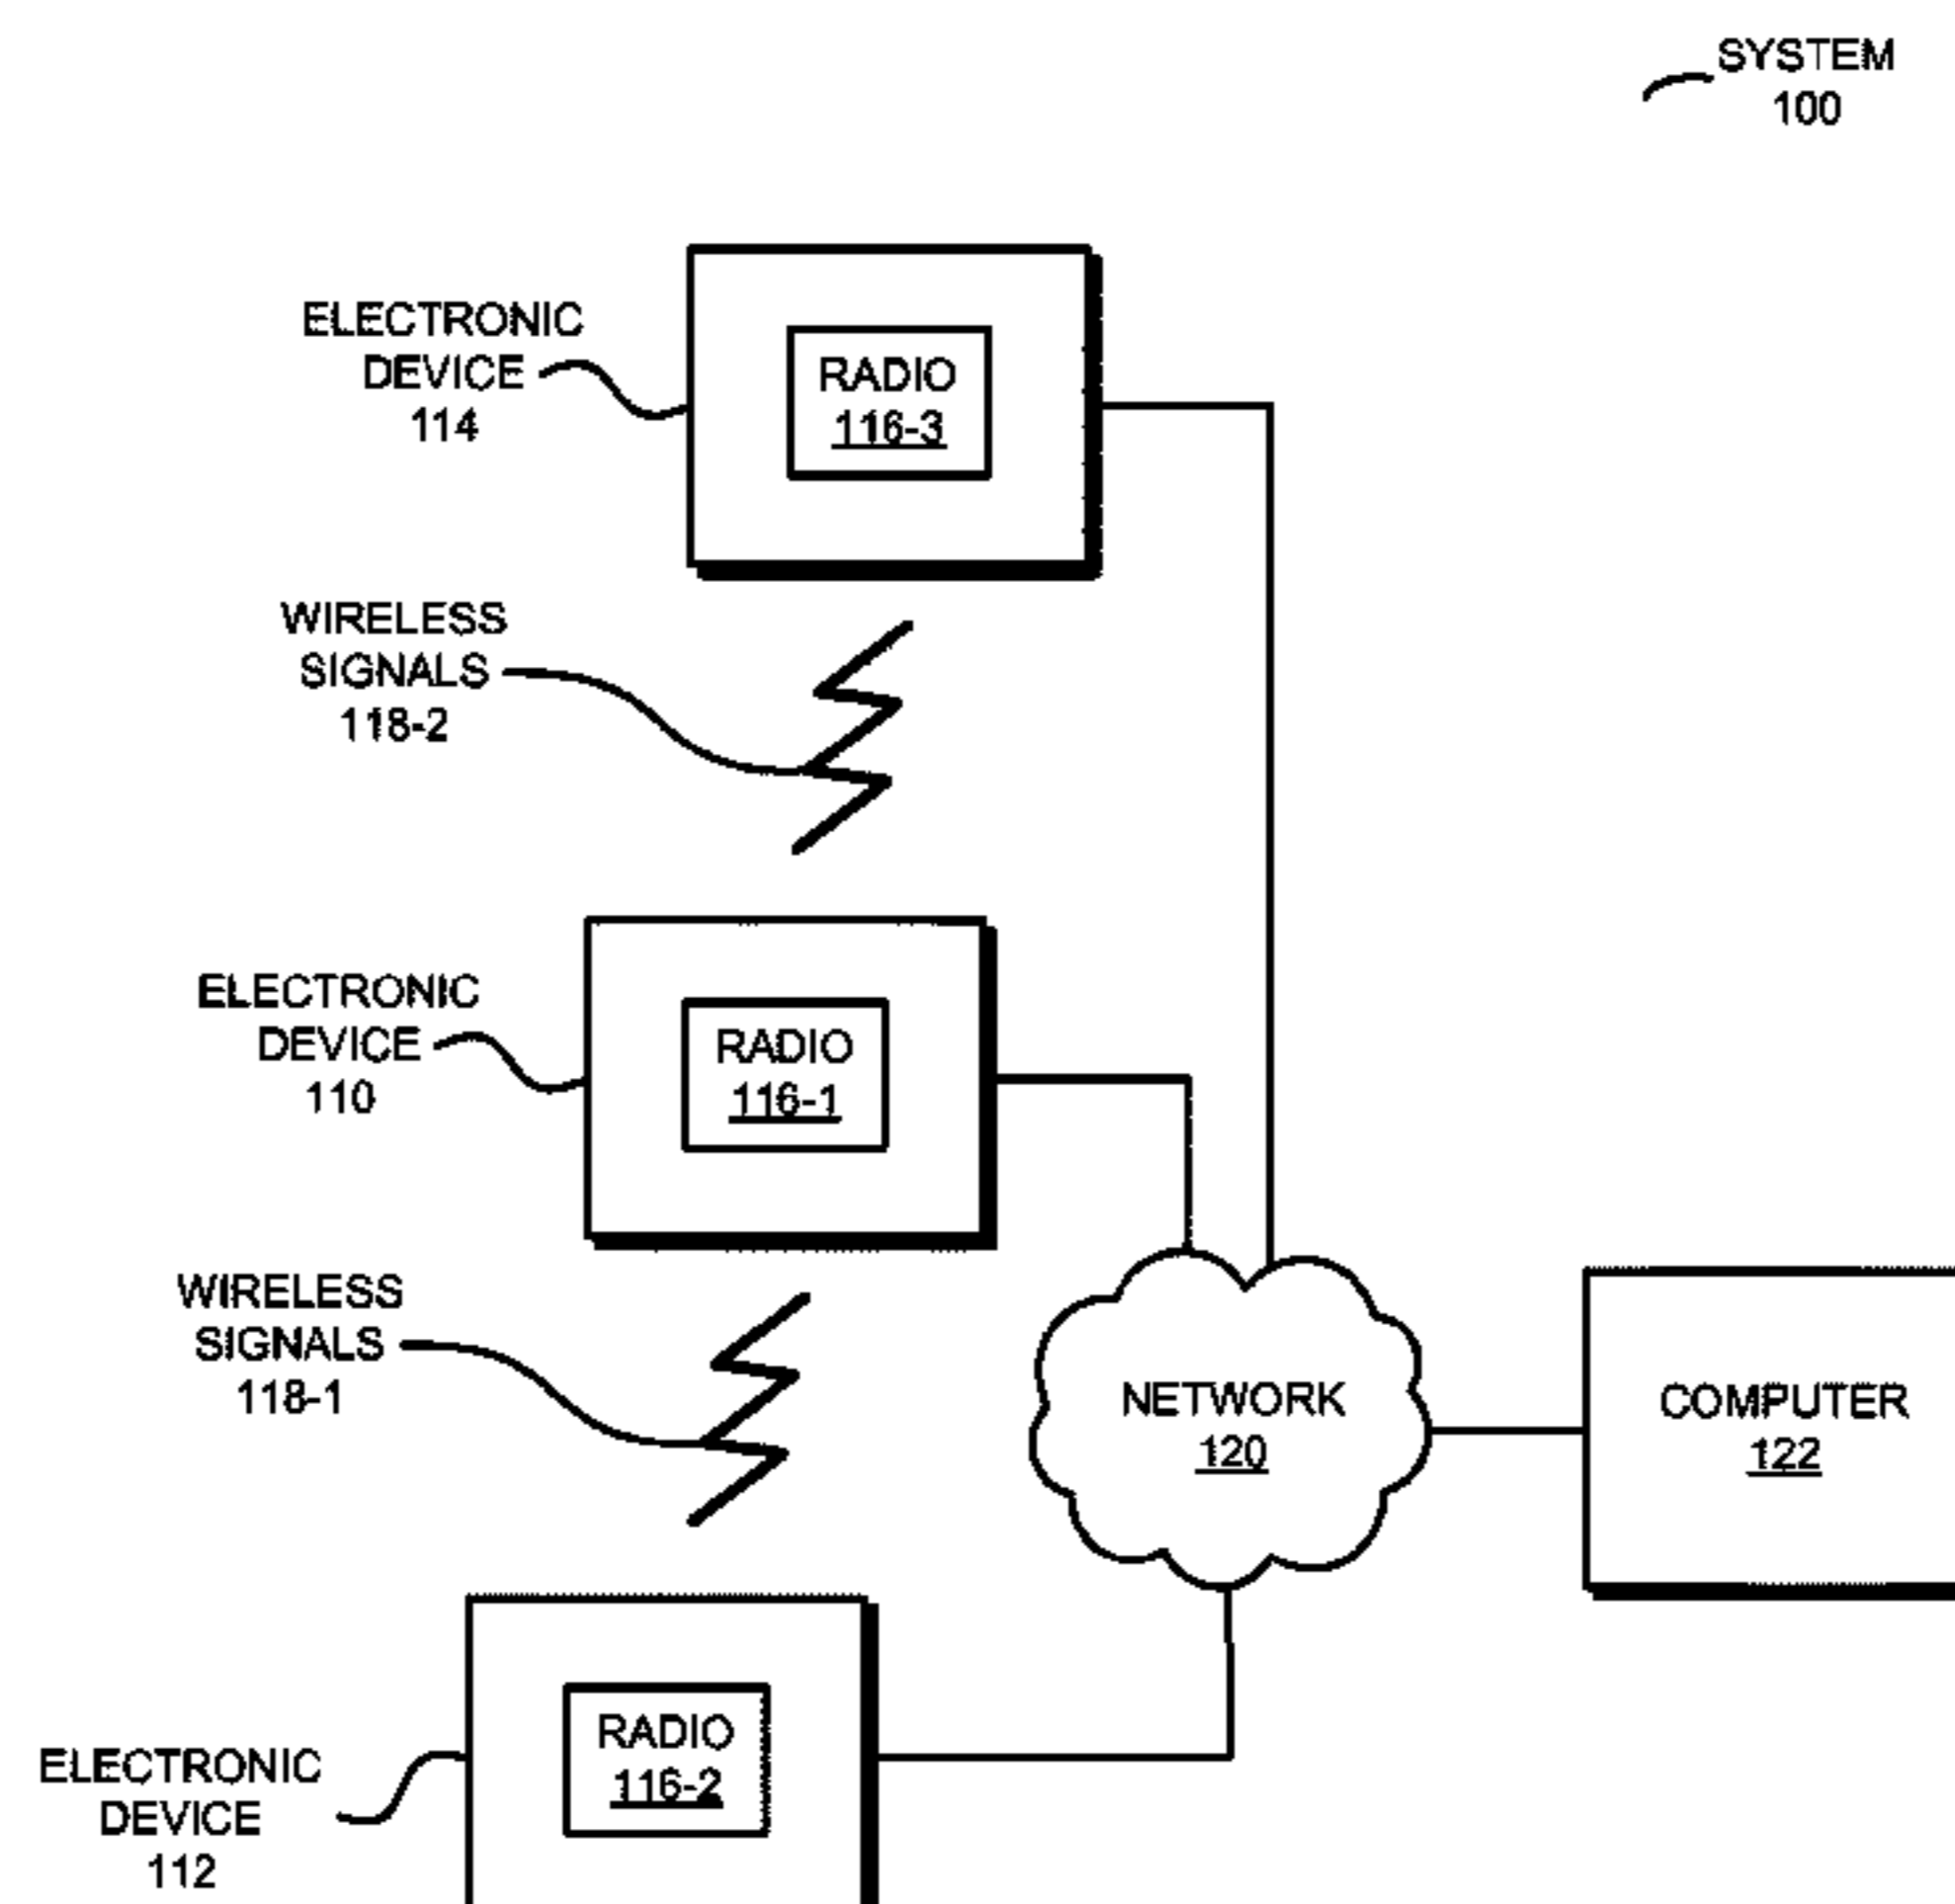 SYSTEM
100
ELECTRONIC
DEVICE
114
RADIO
116-3
WIRELESS
SIGNALS
118-2
ELECTRONIC
DEVICE
110
RADIO
116-1
WIRELESS
SIGNALS
118-1
NETWORK
120
COMPUTER
122
RADIO
116-2
ELECTRONIC
DEVICE
112